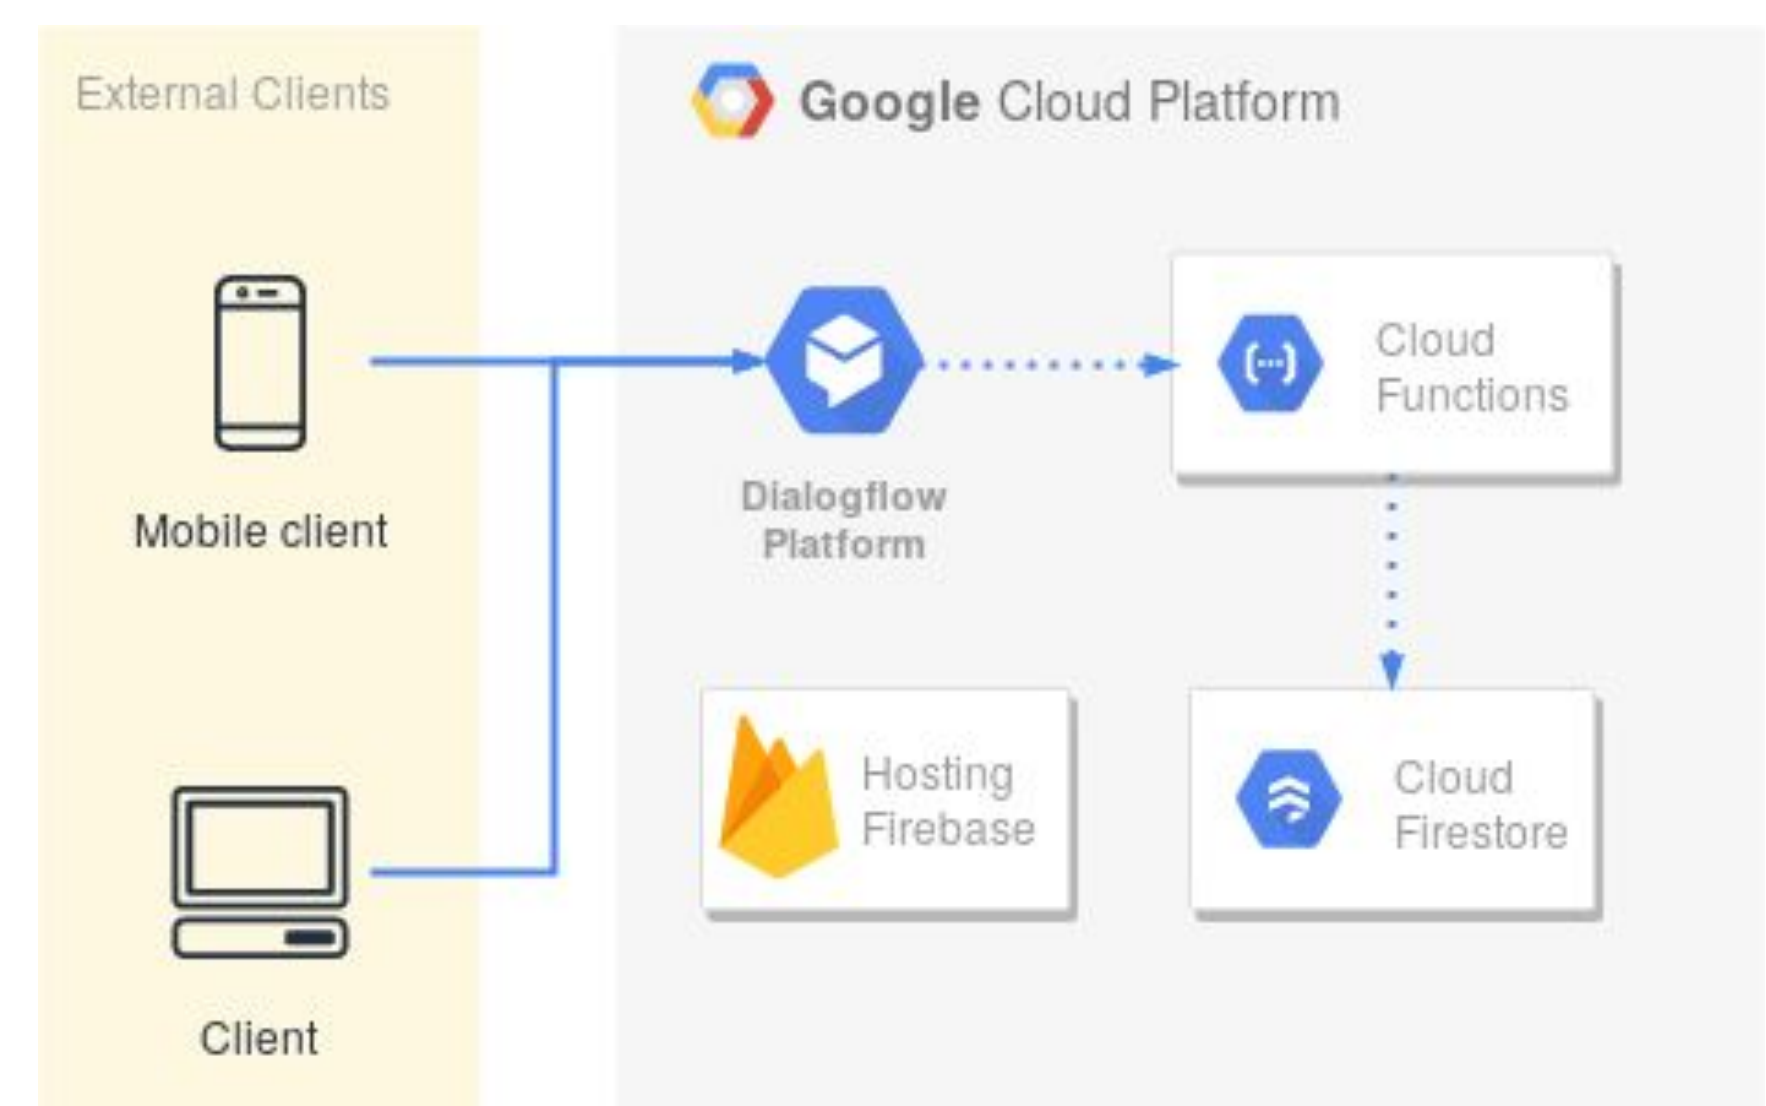 External Clients
Google Cloud Platform
Mobile client
Dialogflow
Platform
Cloud
Functions
Client
Hosting
Firebase
Cloud
Firestore